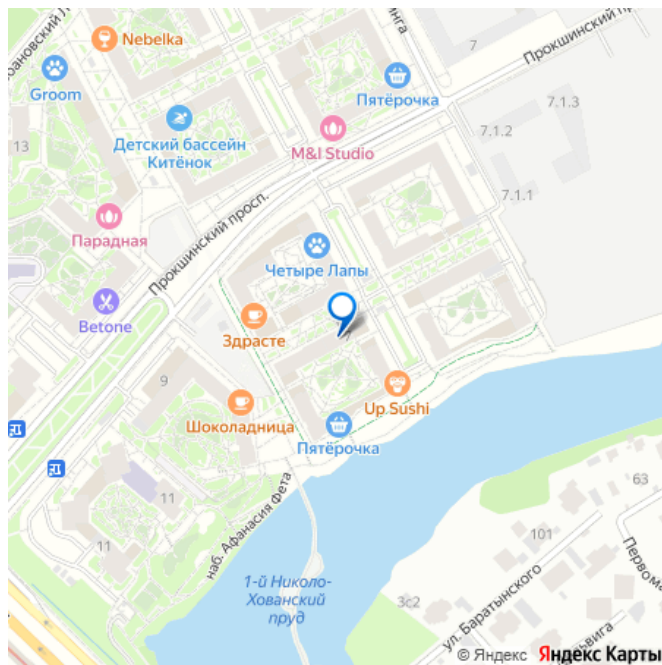 Nebelka
Groom
Пятёрочка
7
Прокшинский п
7.1.3
7.1.2
7.1.1
Детский бассейн
Китёнок
M&I Studio
13
Прокшинский просп.
Парадная
Четыре Лапы
Betone
Здрасте
9
Up Sushi
Шоколадница
Пятёрочка
11
11
наб. Афанасия Фета
63
101
1-й Николо-
Хованский
пруд
3с2
ул. Баратынского
Первома
© Яндекс Яндекс Карты